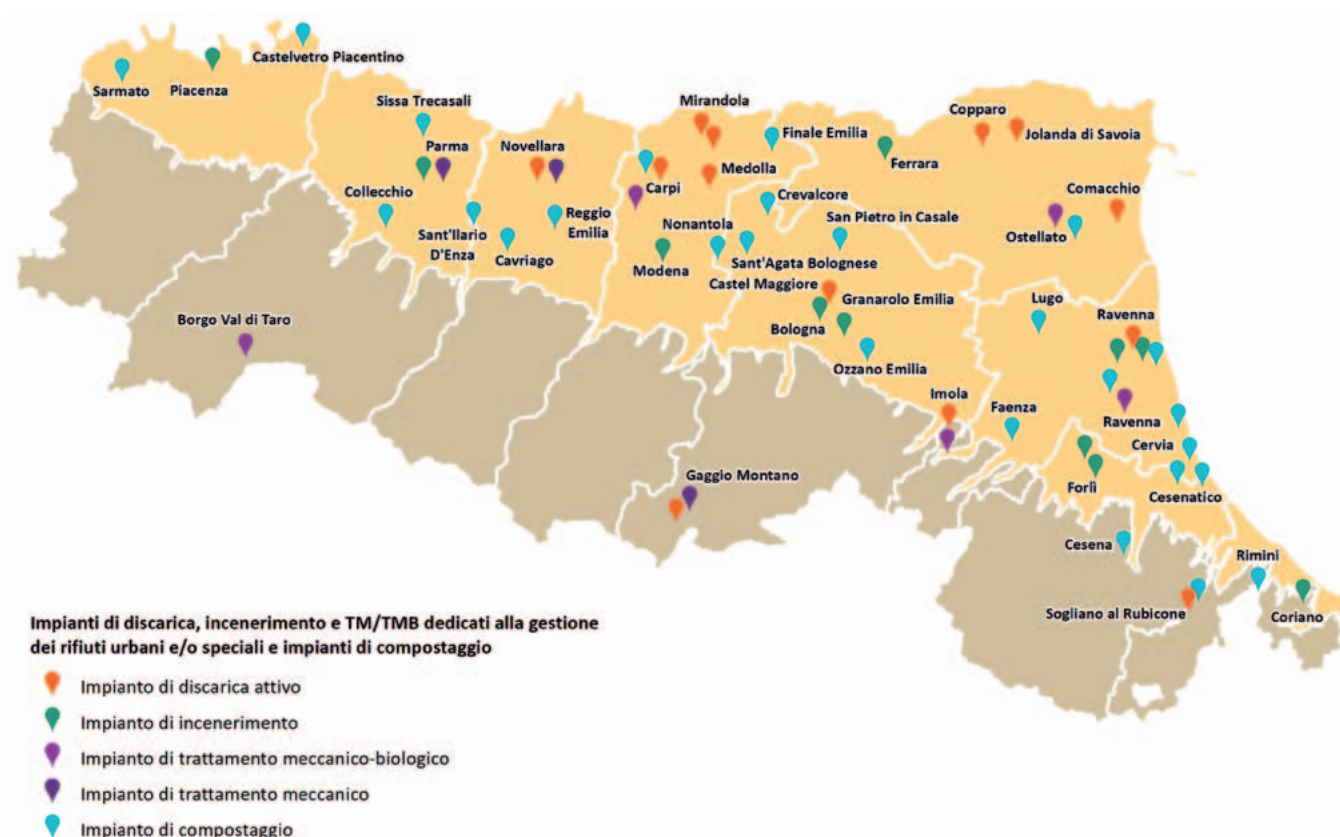 Castelvetro Piacentino
Sarmato
Piacenza
Sissa Trecasali
Mirandola
Copparo
Finale Emilia
Jolanda di Savoia
Parma
Novellara
Ferrara
Medolla
Carpi
Collecchio
Crevalcore
Comacchio
Reggio
Emilia
Nonantola
San Pietro in Casale
Sant'Ilario
D'Enza
Ostellato
Cavriago
Modena
Sant'Agata Bolognese
Castel Maggiore
Granarolo Emilia
Lugo
Ravenna
Borgo Val di Taro
Bologna
Ozzano Emilia
Imola
Faenza
Ravenna
Cervia
Gaggio Montano
Forlì
Cesenatico
Cesena
Rimini
Sogliano al Rubicone
Coriano
Impianti di discarica, incenerimento e TM/TMB dedicati alla gestione
dei rifiuti urbani e/o speciali e impianti di compostaggio
Impianto di discarica attivo
Impianto di incenerimento
Impianto di trattamento meccanico-biologico
Impianto di trattamento meccanico
Impianto di compostaggio